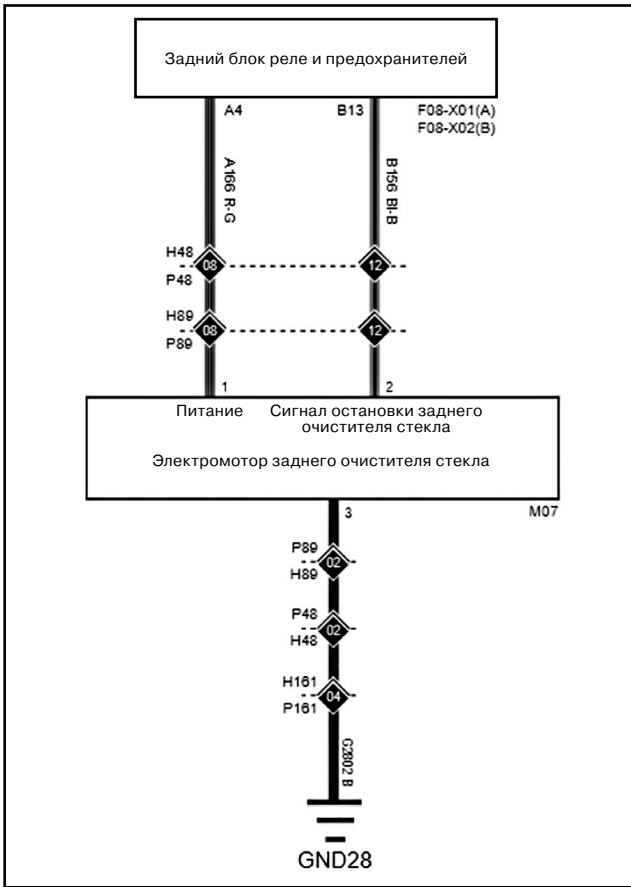 Задний блок реле и предохранителей
A4
B13
F08-X01(A)
F08-X02(B)
A166 R-G
B156 Bl-B
H48
08
12
P48
H89
08
12
P89
1
2
Питание
Сигнал остановки заднего
очистителя стекла
Электромотор заднего очистителя стекла
3
M07
P89
02
H89
P48
02
H48
H161
04
P161
G2802 B
GND28